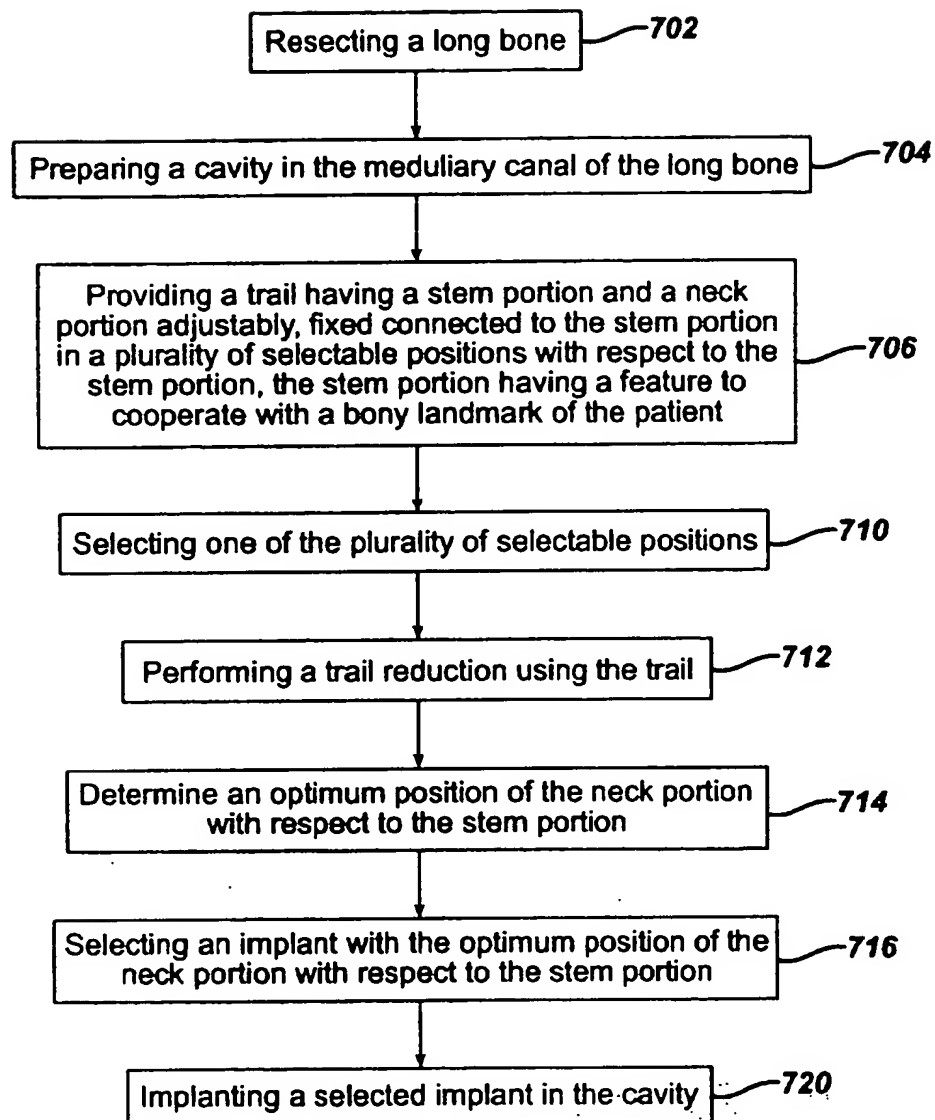 Resecting a long bone
702
Preparing a cavity in the meduliary canal of the long bone
704
Providing a trail having a stem portion and a neck
portion adjustably, fixed connected to the stem portion
in a plurality of selectable positions with respect to the
stem portion, the stem portion having a feature to
cooperate with a bony landmark of the patient
706
Selecting one of the plurality of selectable positions
710
Performing a trail reduction using the trail
712
Determine an optimum position of the neck portion
with respect to the stem portion
714
Selecting an implant with the optimum position of the
neck portion with respect to the stem portion
716
Implanting a selected implant in the cavity
720